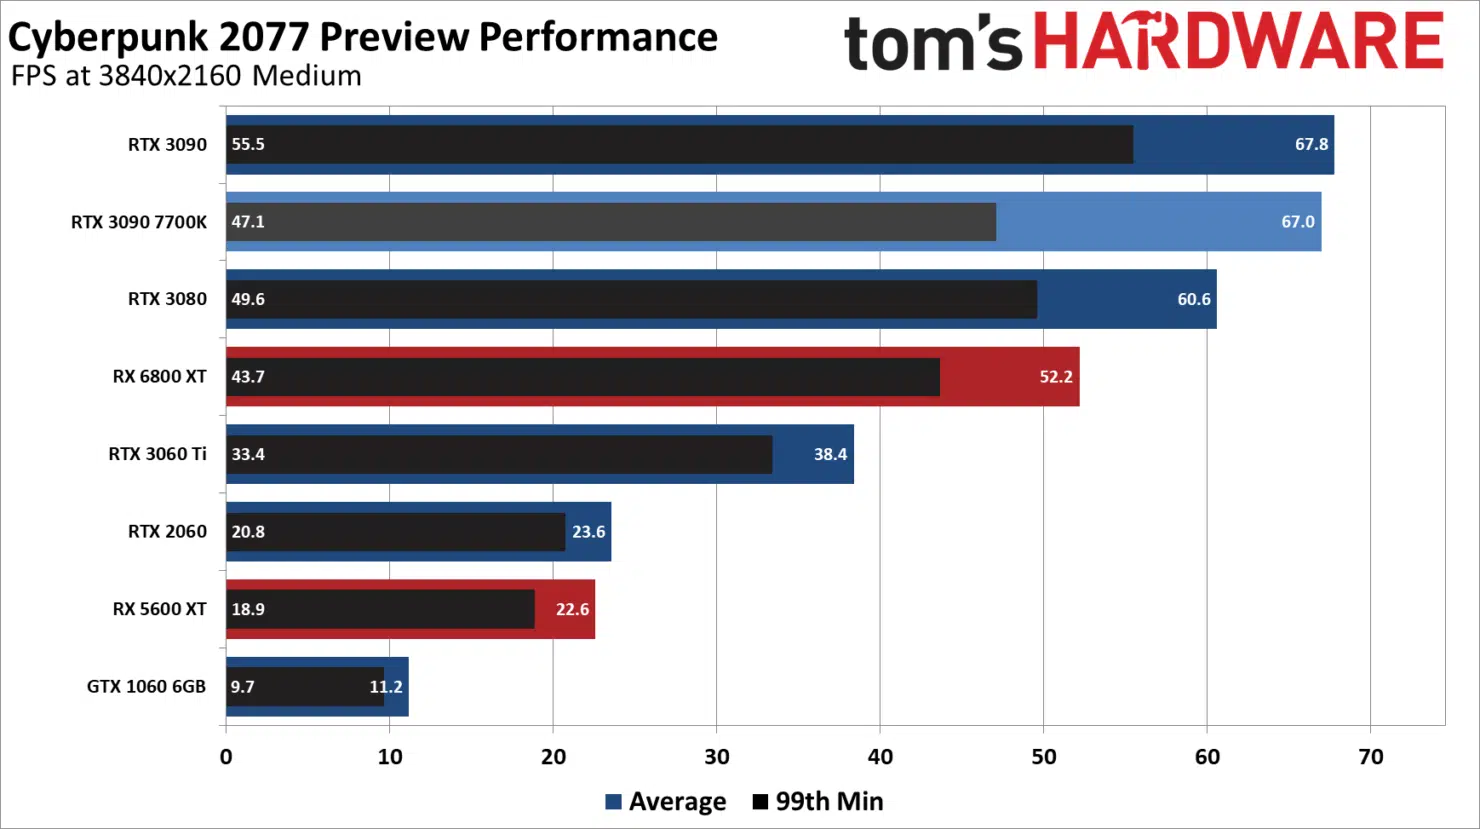 Cyberpunk 2077 Preview Performance
FPS at 3840x2160 Medium
tom's HARDWARE
RTX 3090 55.5 67.8
RTX 3090 7700K 47.1 67.0
RTX 3080 49.6 60.6
RX 6800 XT 43.7 52.2
RTX 3060 Ti 33.4 38.4
RTX 2060 20.8 23.6
RX 5600 XT 18.9 22.6
GTX 1060 6GB 9.7 11.2
0 10 20 30 40 50 60 70
Average 99th Min